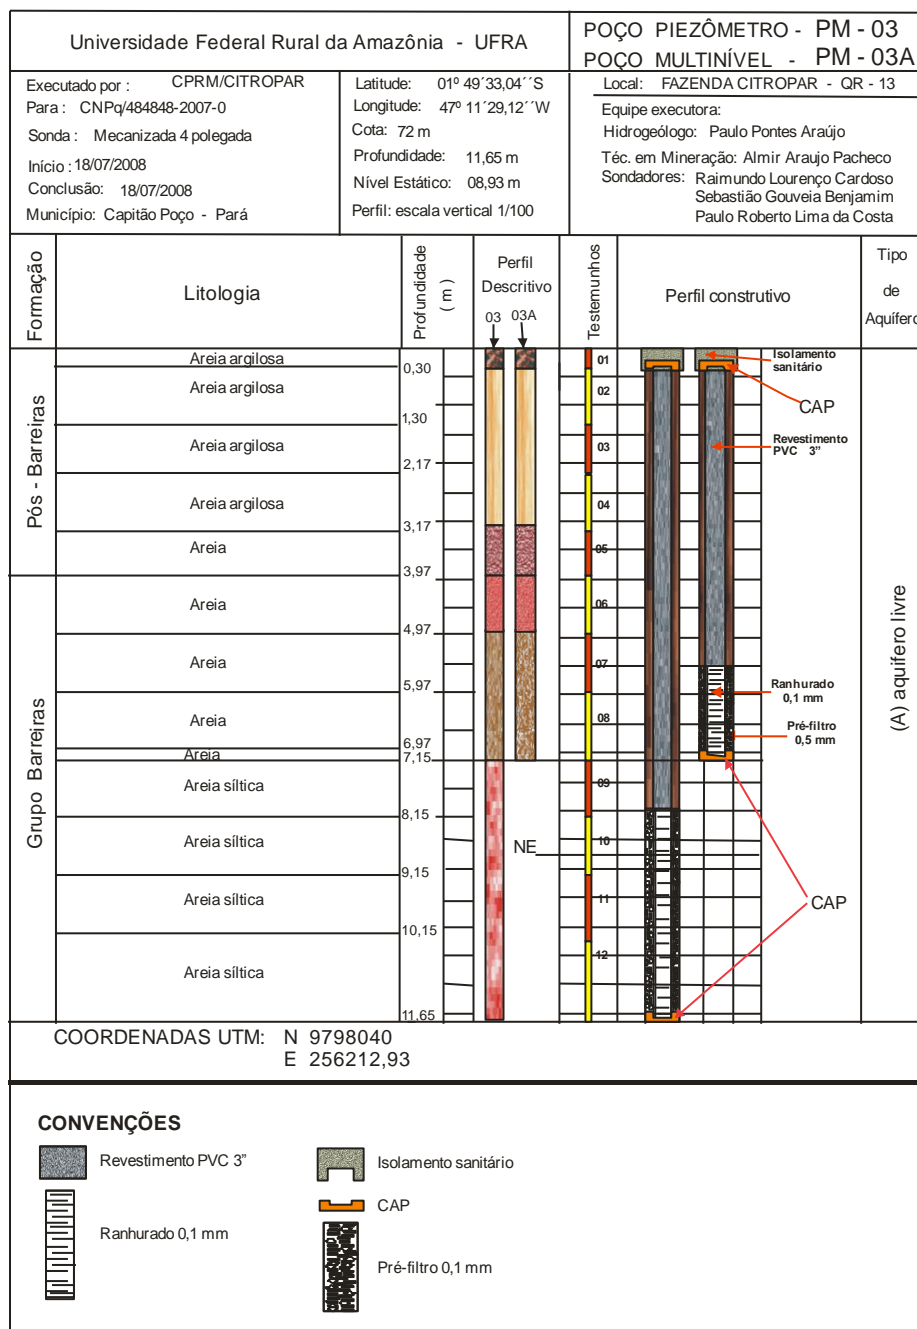 Universidade Federal Rural da Amazônia - UFRA
POÇO PIEZÔMETRO - PM - 03
POÇO MULTINÍVEL - PM - 03A
Executado por : CPRM/CITROPAR
Para : CNPq/484848-2007-0
Sonda : Mecanizada 4 polegada
Início : 18/07/2008
Conclusão: 18/07/2008
Município: Capitão Poço - Pará
Latitude: 01º 49´33,04´´S
Longitude: 47º 11´29,12´´W
Cota: 72 m
Profundidade: 11,65 m
Nível Estático: 08,93 m
Perfil: escala vertical 1/100
Local: FAZENDA CITROPAR - QR - 13
Equipe executora:
Hidrogeólogo: Paulo Pontes Araújo
Téc. em Mineração: Almir Araujo Pacheco
Sondadores: Raimundo Lourenço Cardoso
Sebastião Gouveia Benjamim
Paulo Roberto Lima da Costa
Formação
Litologia
Profundidade
( m )
Perfil
Descritivo
03 03A
Testemunhos
Perfil construtivo
Tipo
de
Aquífero
Pós - Barreiras
Grupo Barreiras
Areia argilosa
0,30
Areia argilosa
1,30
Areia argilosa
2,17
Areia argilosa
3,17
Areia
3,97
Areia
4,97
Areia
5,97
Areia
6,97
Areia
7,15
Areia síltica
8,15
Areia síltica
9,15
Areia síltica
10,15
Areia síltica
11,65
NE
01
02
03
04
05
06
07
08
09
10
11
12
Isolamento
sanitário
CAP
Revestimento
PVC 3”
Ranhurado
0,1 mm
Pré-filtro
0,5 mm
CAP
(A) aquífero livre
COORDENADAS UTM: N 9798040
E 256212,93
CONVENÇÕES
Revestimento PVC 3”
Isolamento sanitário
CAP
Ranhurado 0,1 mm
Pré-filtro 0,1 mm